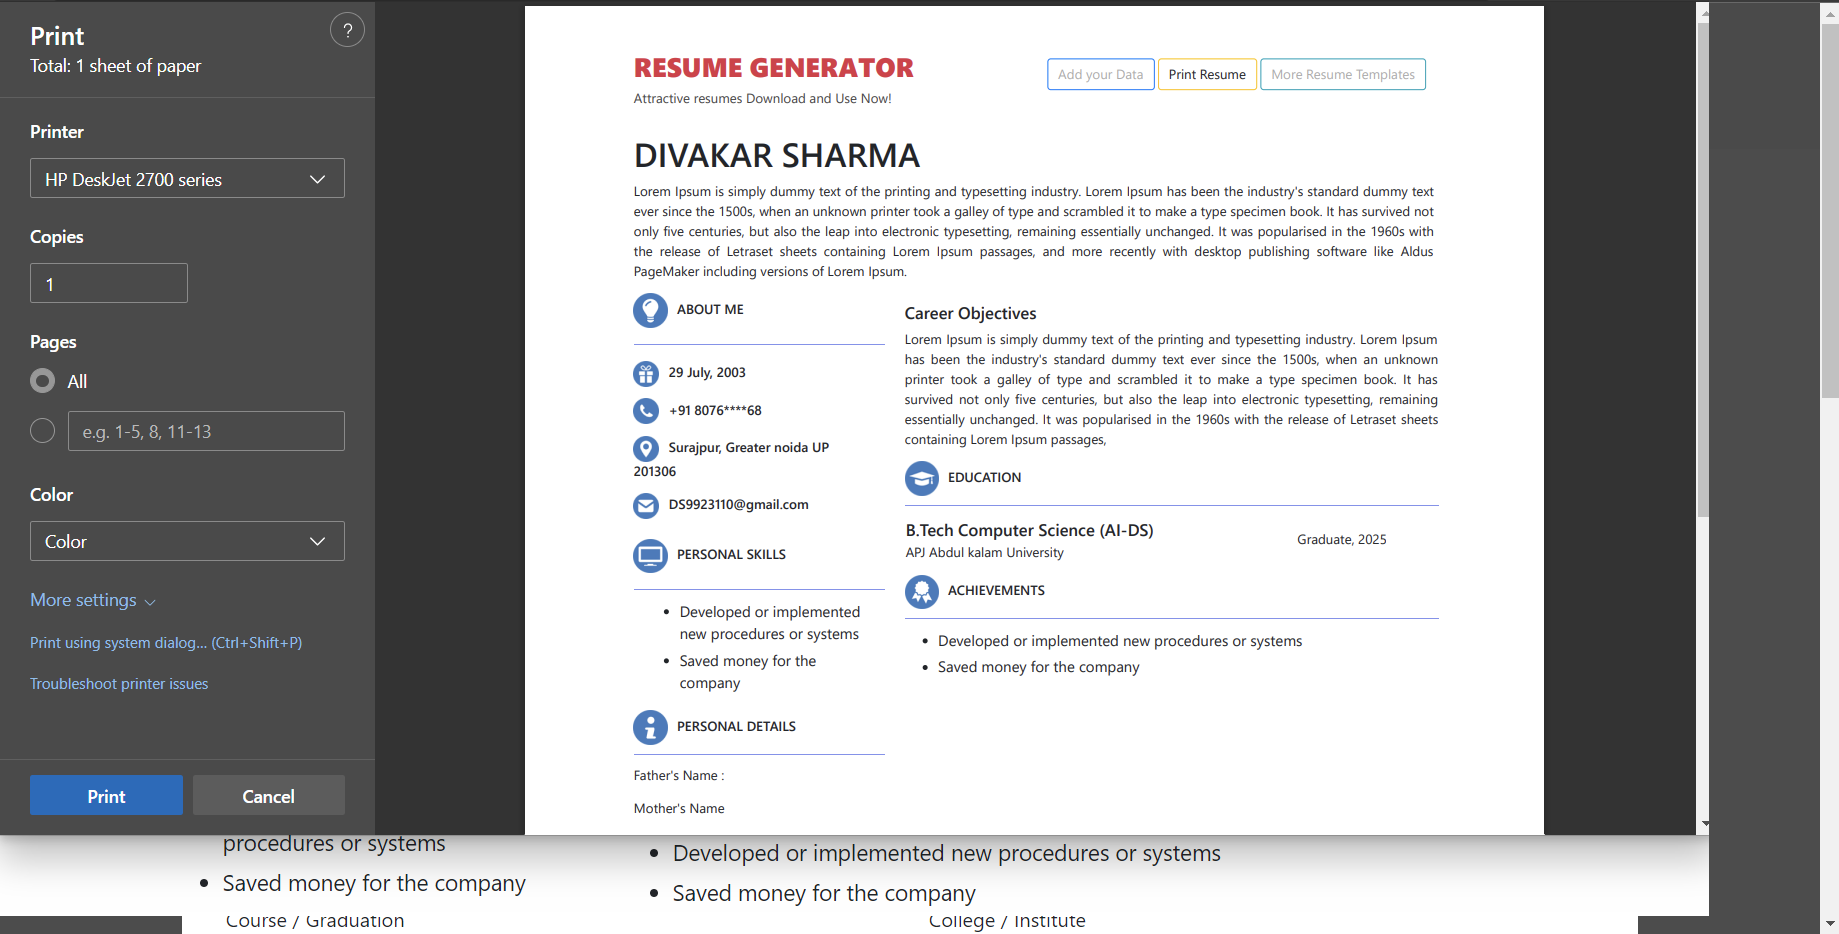 Print
?
Total: 1 sheet of paper
Printer
HP DeskJet 2700 series
Copies
1
Pages
All
e.g. 1-5, 8, 11-13
Color
Color
More settings
Print using system dialog... (Ctrl+Shift+P)
Troubleshoot printer issues
Print
Cancel
RESUME GENERATOR
Attractive resumes Download and Use Now!
Add your Data
Print Resume
More Resume Templates
DIVAKAR SHARMA
Lorem Ipsum is simply dummy text of the printing and typesetting industry. Lorem Ipsum has been the industry's standard dummy text
ever since the 1500s, when an unknown printer took a galley of type and scrambled it to make a type specimen book. It has survived not
only five centuries, but also the leap into electronic typesetting, remaining essentially unchanged. It was popularised in the 1960s with
the release of Letraset sheets containing Lorem Ipsum passages, and more recently with desktop publishing software like Aldus
PageMaker including versions of Lorem Ipsum.
ABOUT ME
29 July, 2003
+91 8076****68
Surajpur, Greater noida UP
201306
DS9923110@gmail.com
PERSONAL SKILLS
• Developed or implemented
new procedures or systems
• Saved money for the
company
PERSONAL DETAILS
Father's Name :
Mother's Name
Career Objectives
Lorem Ipsum is simply dummy text of the printing and typesetting industry. Lorem Ipsum
has been the industry's standard dummy text ever since the 1500s, when an unknown
printer took a galley of type and scrambled it to make a type specimen book. It has
survived not only five centuries, but also the leap into electronic typesetting, remaining
essentially unchanged. It was popularised in the 1960s with the release of Letraset sheets
containing Lorem Ipsum passages,
EDUCATION
B.Tech Computer Science (AI-DS)
APJ Abdul kalam University
Graduate, 2025
ACHIEVEMENTS
• Developed or implemented new procedures or systems
• Saved money for the company
procedures or systems
• Saved money for the company
• Developed or implemented new procedures or systems
• Saved money for the company
Course / Graduation
College / Institute